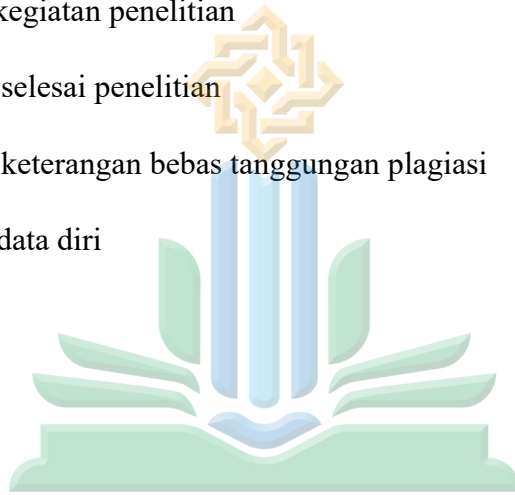 kegiatan penelitian
selesai penelitian
keterangan bebas tanggungan plagiasi
data diri